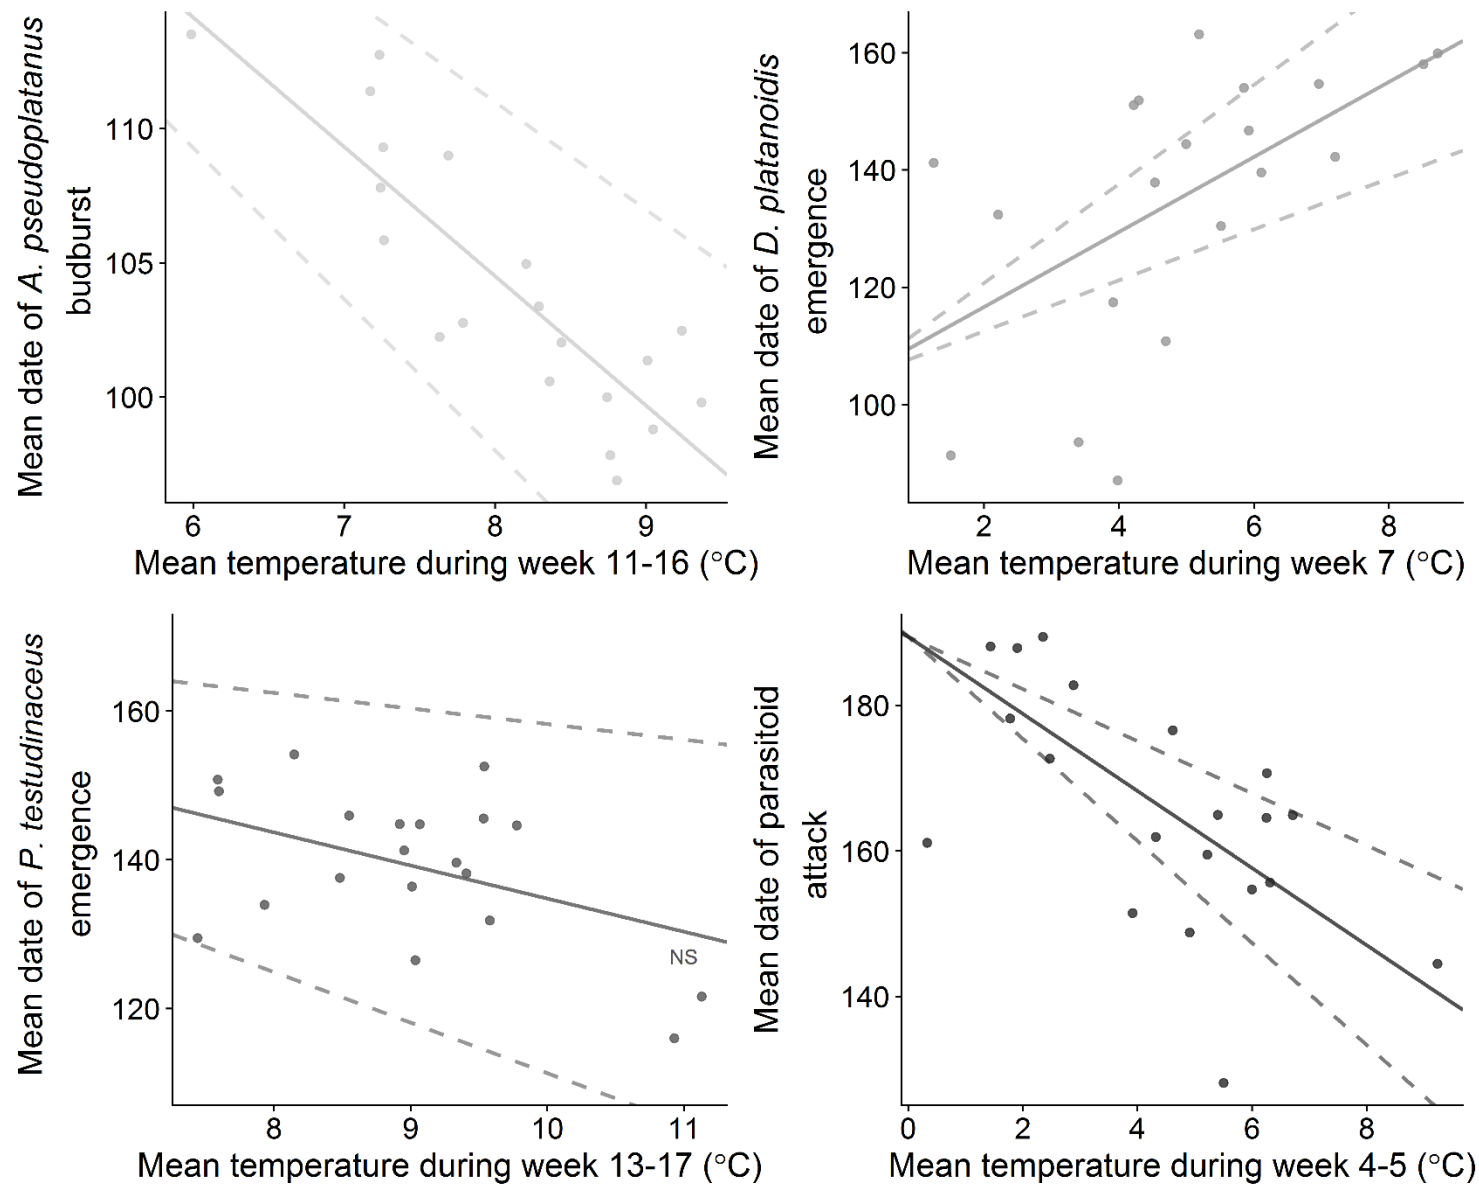 Mean date of A. pseudoplatanus
budburst
110
105
100
6 7 8 9
Mean temperature during week 11-16 (°C)
Mean date of D. platanoidis
emergence
160
140
120
100
2 4 6 8
Mean temperature during week 7 (°C)
Mean date of P. testudinaceus
emergence
160
140
120
NS
8 9 10 11
Mean temperature during week 13-17 (°C)
Mean date of parasitoid
attack
180
160
140
0 2 4 6 8
Mean temperature during week 4-5 (°C)